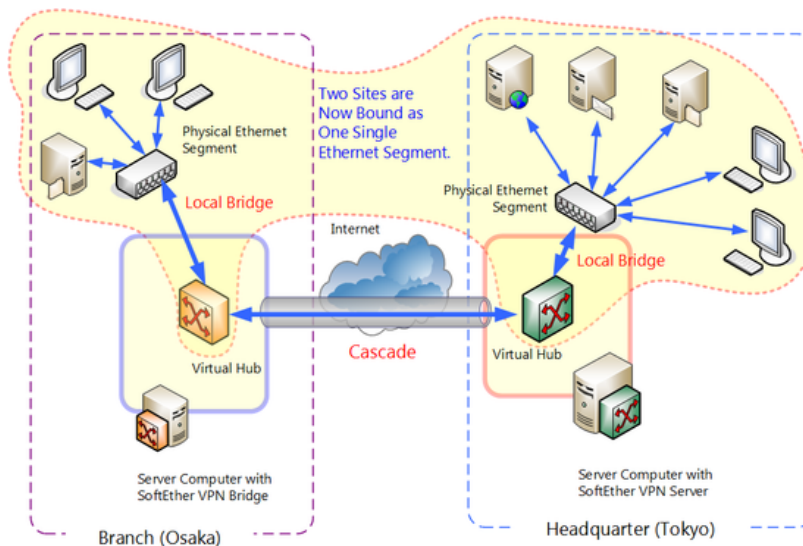 Two Sites are
Now Bound as
One Single
Ethernet Segment.
Physical Ethernet
Segment
Local Bridge
Physical Ethernet
Segment
Local Bridge
Internet
Virtual Hub
Cascade
Virtual Hub
Server Computer with
SoftEther VPN Bridge
Server Computer with
SoftEther VPN Server
Branch (Osaka)
Headquarter (Tokyo)